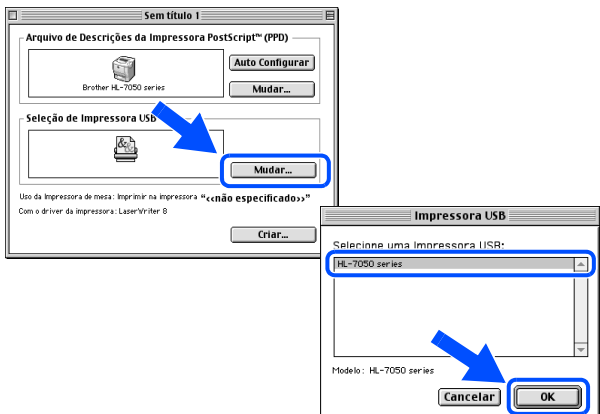 Sem título 1
Arquivo de Descrições da Impressora PostScript™ (PPD)
Brother HL-7050 series
Auto Configurar
Mudar...
Seleção de Impressora USB
Mudar...
Uso da Impressora de mesa: Imprimir na impressora "‹‹não especificado››"
Com o driver da impressora: LaserWriter 8
Criar...
Impressora USB
Selecione uma Impressora USB:
HL-7050 series
Modelo: HL-7050 series
Cancelar
OK